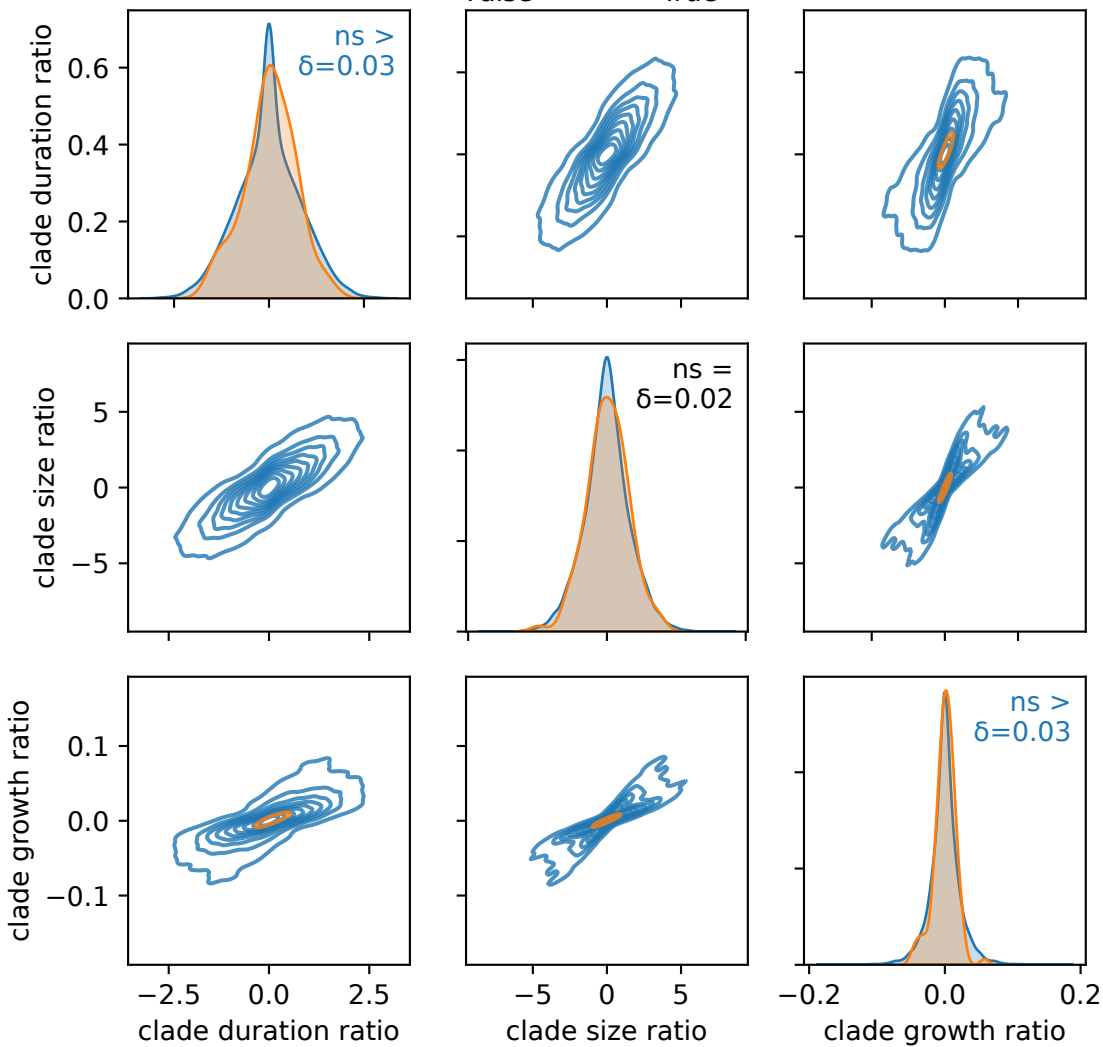 True
clade duration ratio
0.6
0.4
0.2
0.0
ns >
δ=0.03
clade size ratio
5
0
−5
ns =
δ=0.02
clade growth ratio
0.1
0.0
−0.1
ns >
δ=0.03
−2.5
0.0
2.5
−5
0
5
−0.2
0.0
0.2
clade duration ratio
clade size ratio
clade growth ratio